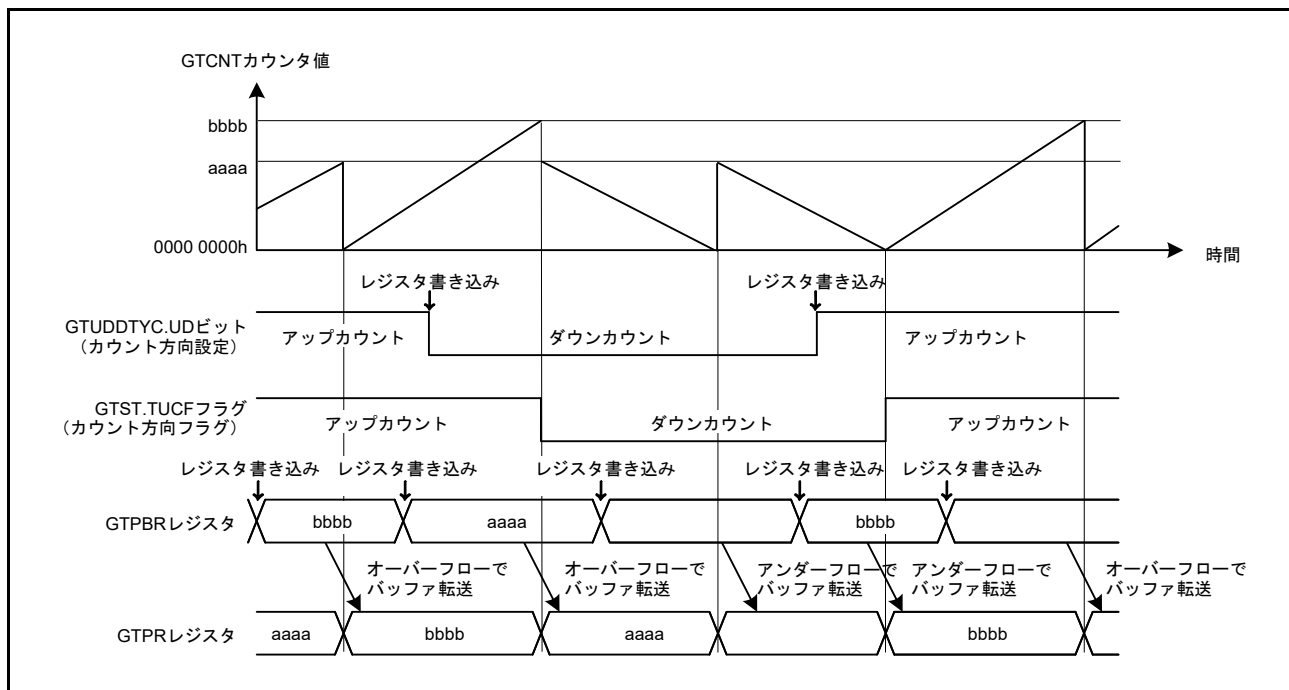 GTCNTカウンタ値
bbbb
aaaa
0000 0000h
時間
レジスタ書き込み
レジスタ書き込み
GTUDDTYC.UDビット
（カウント方向設定）
アップカウント
ダウンカウント
アップカウント
GTST.TUCFフラグ
（カウント方向フラグ）
アップカウント
ダウンカウント
アップカウント
レジスタ書き込み
レジスタ書き込み
レジスタ書き込み
レジスタ書き込み
レジスタ書き込み
GTPBRレジスタ
bbbb
aaaa
bbbb
オーバーフローで
バッファ転送
オーバーフローで
バッファ転送
アンダーフローで
バッファ転送
アンダーフローで
バッファ転送
オーバーフローで
バッファ転送
GTPRレジスタ
aaaa
bbbb
aaaa
bbbb